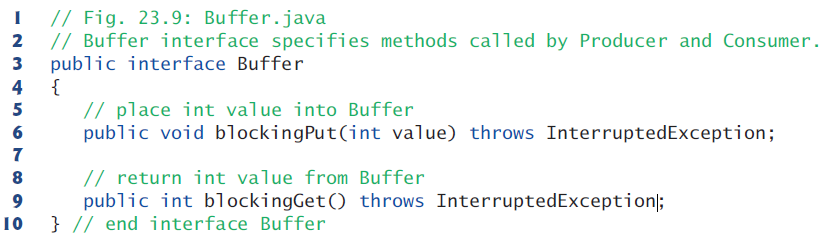 1 // Fig. 23.9: Buffer.java
2 // Buffer interface specifies methods called by Producer and Consumer.
3 public interface Buffer
4 {
5 // place int value into Buffer
6 public void blockingPut(int value) throws InterruptedException;
7
8 // return int value from Buffer
9 public int blockingGet() throws InterruptedException;
10 } // end interface Buffer